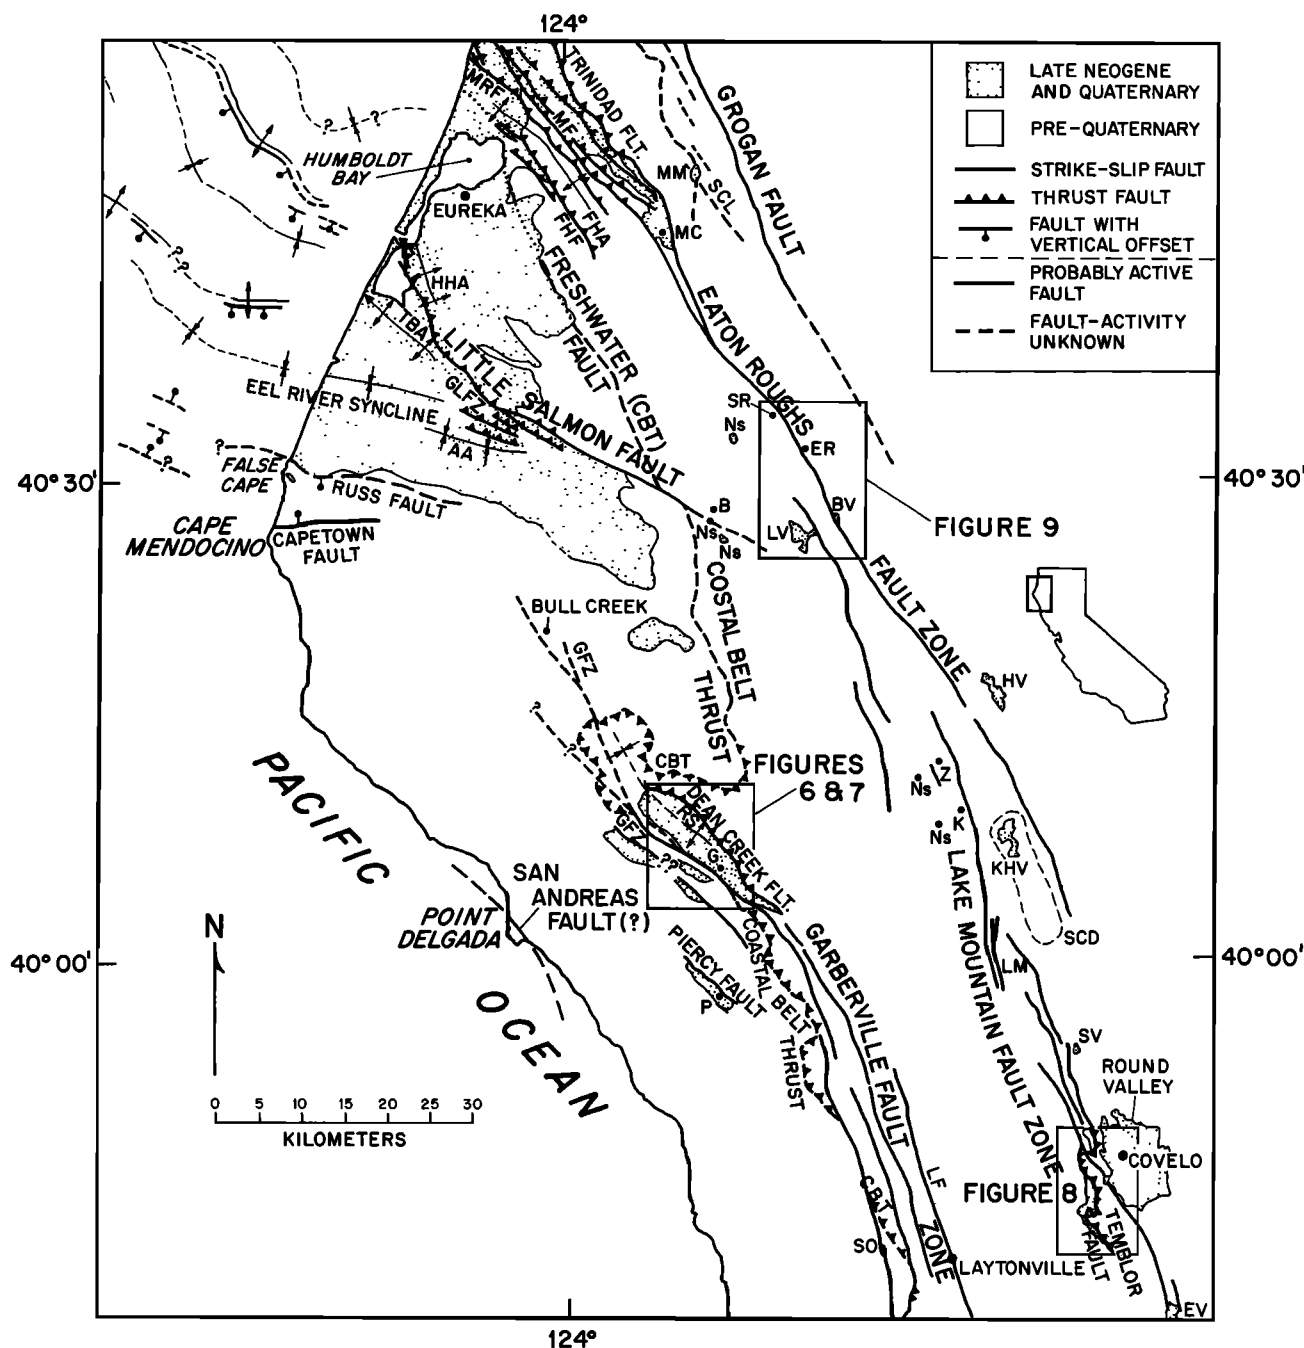 124°
LATE NEOGENE
AND QUATERNARY
PRE-QUATERNARY
STRIKE-SLIP FAULT
THRUST FAULT
FAULT WITH
VERTICAL OFFSET
PROBABLY ACTIVE
FAULT
FAULT-ACTIVITY
UNKNOWN
MRF
MF
TRINIDAD FLT.
GROGAN FAULT
?
?
HUMBOLDT
BAY
MM
SCL
EURIKA
FHA
FHF
MC
?
?
HHA
FRESHWATER (CBT)
FAULT
EATON ROUGHS
FAULT ZONE
TBA
LITTLE SALMON FAULT
GLFZ
EEL RIVER SYNCLINE
AA
SR
Ns
ER
?
?
FALSE
CAPE
40° 30'
40° 30'
RUSS FAULT
CAPE
MENDOCINO
CAPETOWN
FAULT
B
Ns
Ns
BV
LV
FIGURE 9
COSTAL BELT
THRUST
BULL CREEK
GFZ
HV
?
?
CBT
FIGURES
6 & 7
Z
Ns
K
Ns
KHV
SCD
DEAN CREEK FLT.
GFZ
??
G
PACIFIC
OCEAN
SAN
ANDREAS
FAULT(?)
POINT
DELGADA
N
40° 00'
40° 00'
LAKE MOUNTAIN FAULT ZONE
LM
PIERCY FAULT
P
COASTAL BELT
THRUST
GARBERVILLE FAULT
ZONE
SV
ROUND
VALLEY
0 5 10 15 20 25 30
KILOMETERS
COVELO
LF
FIGURE 8
CBT
TEMBLOR
FAULT
SO
LAYTONVILLE
EV
124°